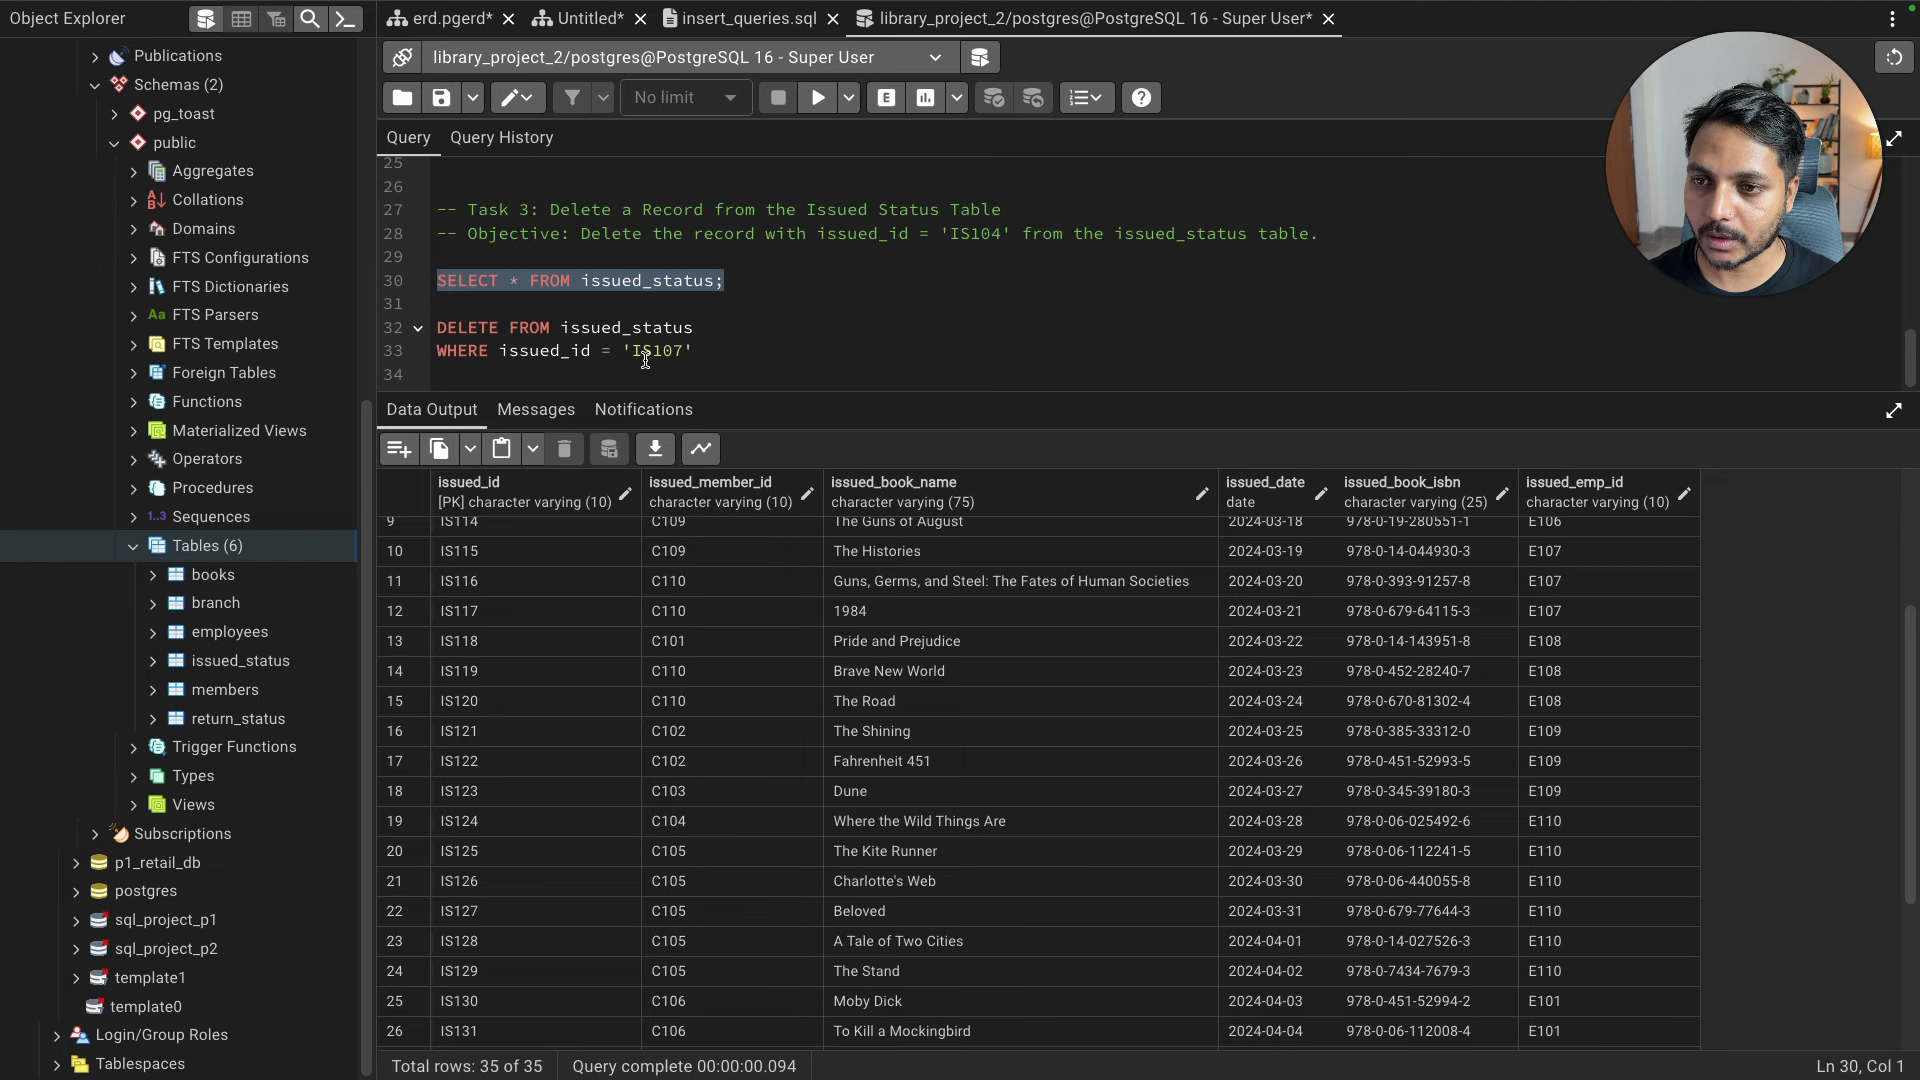 Object Explorer
erd.pgerd*
Untitled*
insert_queries.sql
library_project_2/postgres@PostgreSQL 16 - Super User*
library_project_2/postgres@PostgreSQL 16 - Super User
No limit
E
Query
Query History
25
26
27 -- Task 3: Delete a Record from the Issued Status Table
28 -- Objective: Delete the record with issued_id = 'IS104' from the issued_status table.
29
30 SELECT * FROM issued_status;
31
32 DELETE FROM issued_status
33 WHERE issued_id = 'IS107'
34
Publications
Schemas (2)
pg_toast
public
Aggregates
Collations
Domains
FTS Configurations
FTS Dictionaries
Aa FTS Parsers
FTS Templates
Foreign Tables
Functions
Materialized Views
Operators
Procedures
1..3 Sequences
Tables (6)
books
branch
employees
issued_status
members
return_status
Trigger Functions
Types
Views
Subscriptions
p1_retail_db
postgres
sql_project_p1
sql_project_p2
template1
template0
Login/Group Roles
Tablespaces
Data Output
Messages
Notifications
issued_id issued_member_id issued_book_name issued_date issued_book_isbn issued_emp_id
[PK] character varying (10) character varying (10) character varying (75) date character varying (25) character varying (10)
9 IS114 C109 The Guns of August 2024-03-18 978-0-19-280551-1 E106
10 IS115 C109 The Histories 2024-03-19 978-0-14-044930-3 E107
11 IS116 C110 Guns, Germs, and Steel: The Fates of Human Societies 2024-03-20 978-0-393-91257-8 E107
12 IS117 C110 1984 2024-03-21 978-0-679-64115-3 E107
13 IS118 C101 Pride and Prejudice 2024-03-22 978-0-14-143951-8 E108
14 IS119 C110 Brave New World 2024-03-23 978-0-452-28240-7 E108
15 IS120 C110 The Road 2024-03-24 978-0-670-81302-4 E108
16 IS121 C102 The Shining 2024-03-25 978-0-385-33312-0 E109
17 IS122 C102 Fahrenheit 451 2024-03-26 978-0-451-52993-5 E109
18 IS123 C103 Dune 2024-03-27 978-0-345-39180-3 E109
19 IS124 C104 Where the Wild Things Are 2024-03-28 978-0-06-025492-6 E110
20 IS125 C105 The Kite Runner 2024-03-29 978-0-06-112241-5 E110
21 IS126 C105 Charlotte's Web 2024-03-30 978-0-06-440055-8 E110
22 IS127 C105 Beloved 2024-03-31 978-0-679-77644-3 E110
23 IS128 C105 A Tale of Two Cities 2024-04-01 978-0-14-027526-3 E110
24 IS129 C105 The Stand 2024-04-02 978-0-7434-7679-3 E110
25 IS130 C106 Moby Dick 2024-04-03 978-0-451-52994-2 E101
26 IS131 C106 To Kill a Mockingbird 2024-04-04 978-0-06-112008-4 E101
Total rows: 35 of 35
Query complete 00:00:00.094
Ln 30, Col 1